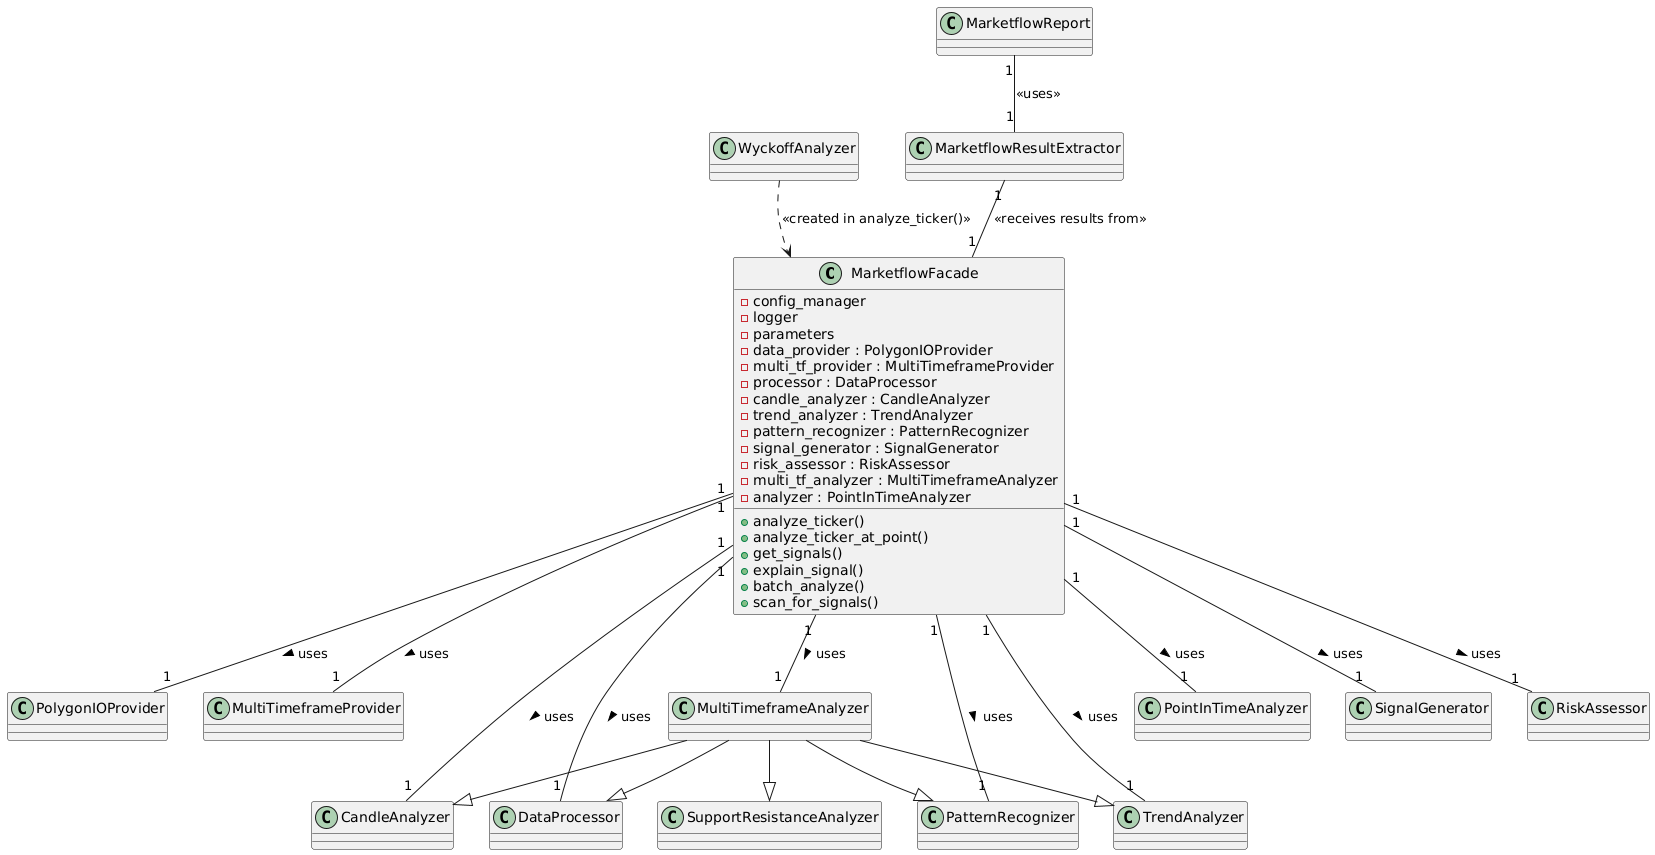 C MarketflowReport
1
«uses»
1
C WyckoffAnalyzer
C MarketflowResultExtractor
1
«created in analyze_ticker()»
«receives results from»
1
C MarketflowFacade
config_manager
logger
parameters
data_provider : PolygonIOProvider
multi_tf_provider : MultiTimeframeProvider
processor : DataProcessor
candle_analyzer : CandleAnalyzer
trend_analyzer : TrendAnalyzer
pattern_recognizer : PatternRecognizer
signal_generator : SignalGenerator
risk_assessor : RiskAssessor
multi_tf_analyzer : MultiTimeframeAnalyzer
analyzer : PointInTimeAnalyzer
analyze_ticker()
analyze_ticker_at_point()
get_signals()
explain_signal()
batch_analyze()
scan_for_signals()
1
1
1
1
1
1
1
1
1
1
uses
uses
uses
uses
uses
uses
1
1
1
1
1
1
C PolygonIOProvider
C MultiTimeframeProvider
C MultiTimeframeAnalyzer
C PointInTimeAnalyzer
C SignalGenerator
C RiskAssessor
uses
uses
uses
uses
1
1
1
1
C CandleAnalyzer
C DataProcessor
C SupportResistanceAnalyzer
C PatternRecognizer
C TrendAnalyzer